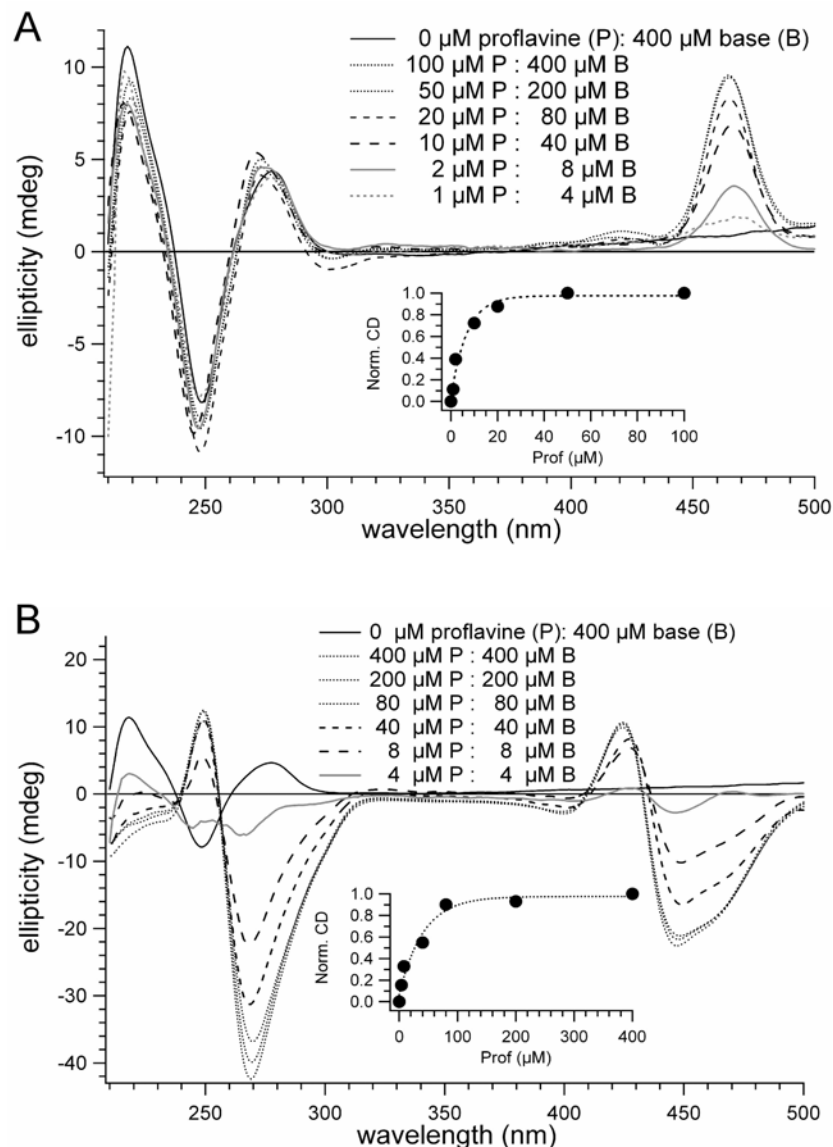 A
0 µM proflavine (P): 400 µM base (B)
100 µM P : 400 µM B
50 µM P : 200 µM B
20 µM P : 80 µM B
10 µM P : 40 µM B
2 µM P : 8 µM B
1 µM P : 4 µM B
ellipticity (mdeg)
10
5
0
-5
-10
Norm. CD
1.0
0.8
0.6
0.4
0.2
0.0
0 20 40 60 80 100
Prof (µM)
250 300 350 400 450 500
wavelength (nm)
B
0 µM proflavine (P): 400 µM base (B)
400 µM P : 400 µM B
200 µM P : 200 µM B
80 µM P : 80 µM B
40 µM P : 40 µM B
8 µM P : 8 µM B
4 µM P : 4 µM B
ellipticity (mdeg)
20
10
0
-10
-20
-30
-40
Norm. CD
1.0
0.8
0.6
0.4
0.2
0.0
0 100 200 300 400
Prof (µM)
250 300 350 400 450 500
wavelength (nm)